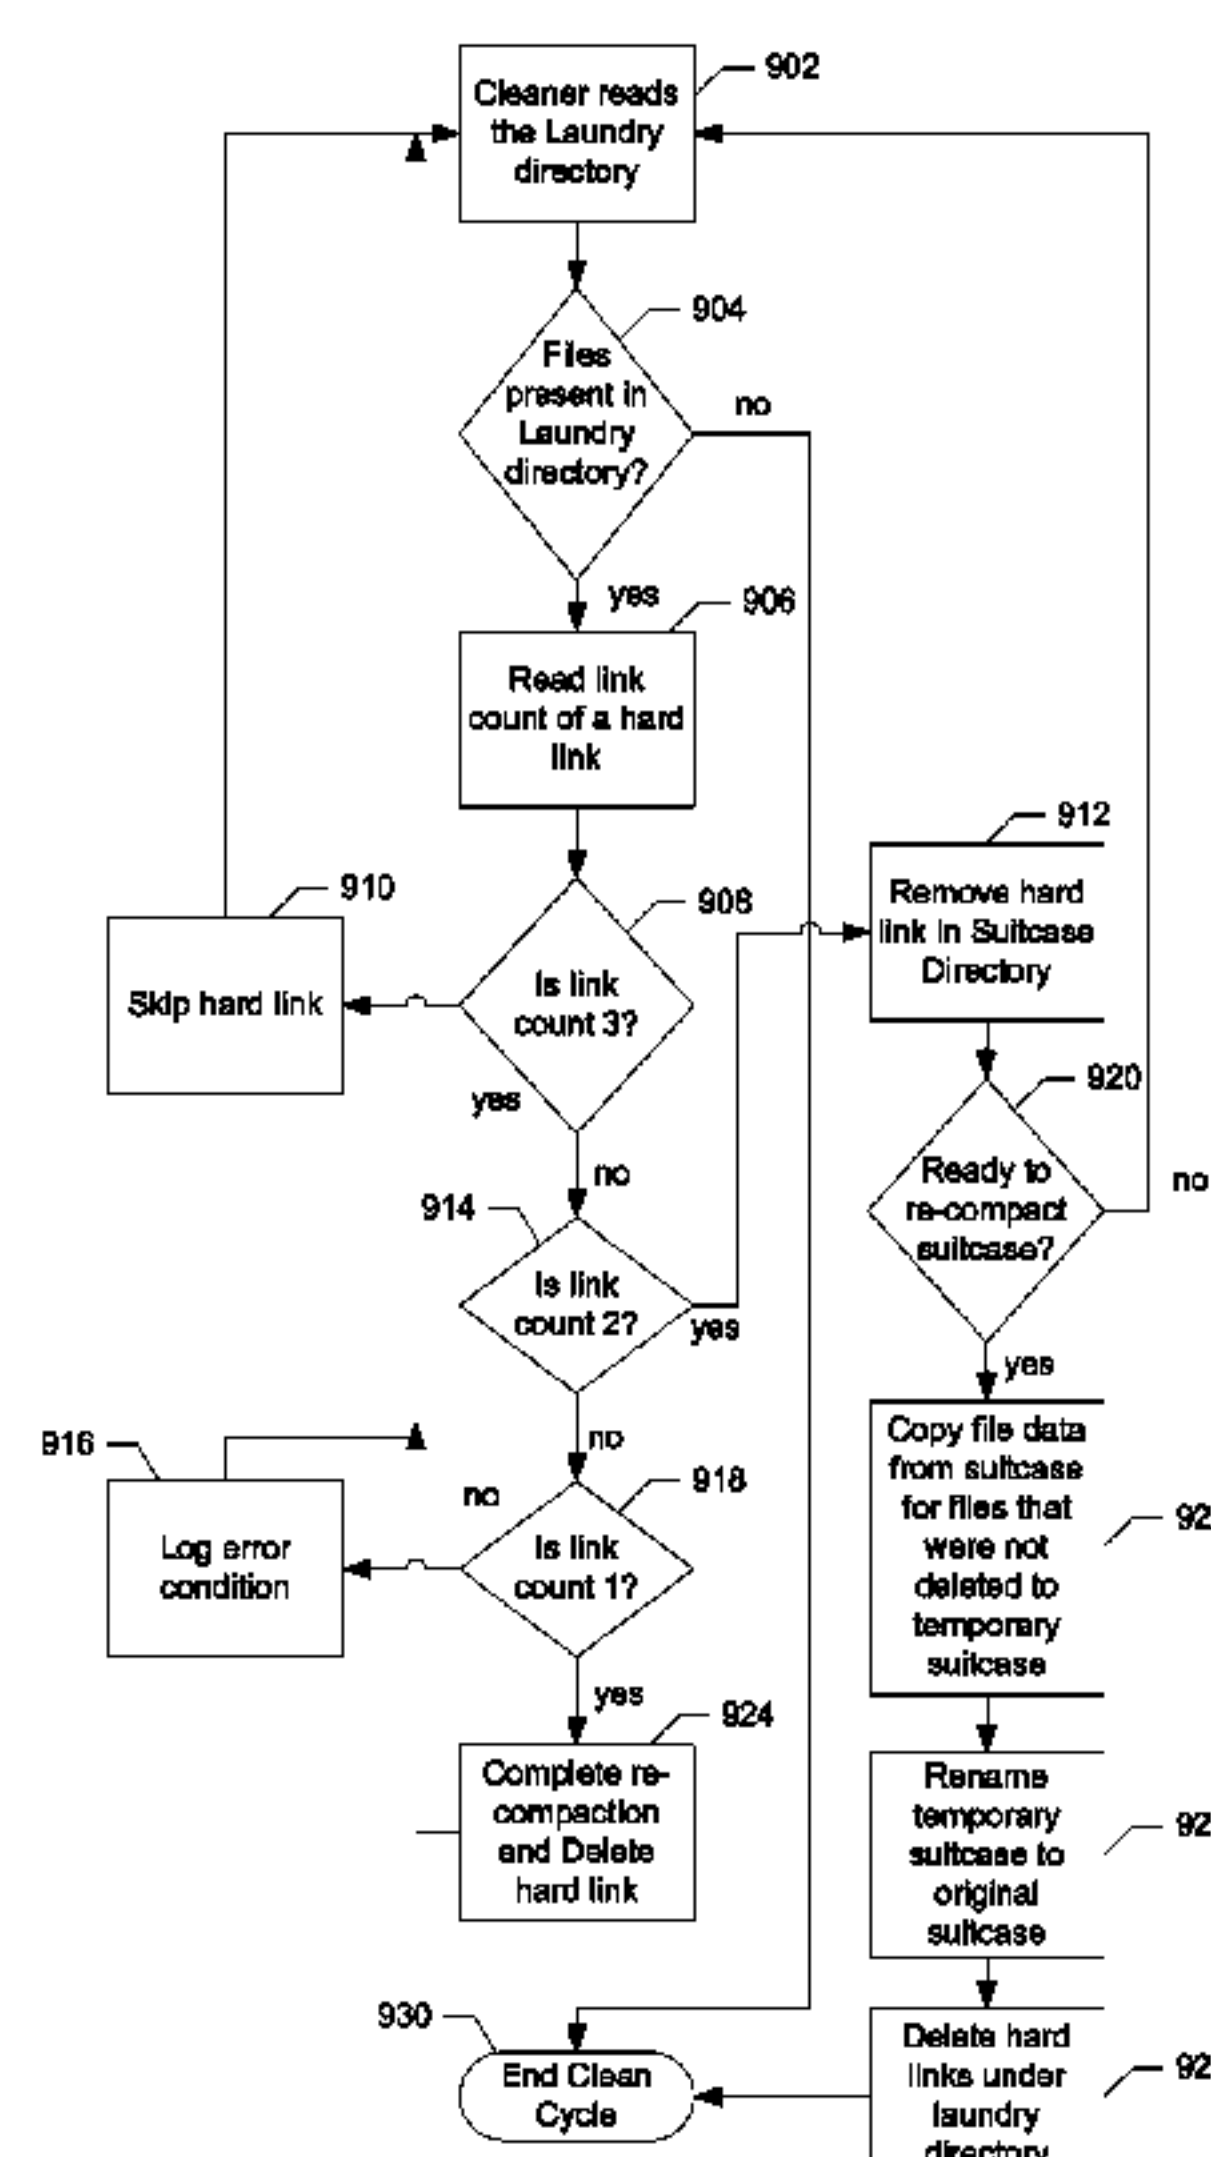 902
Cleaner reads
the Laundry
directory
904
Files
present in
Laundry
directory?
no
yes
906
Read link
count of a hard
link
912
Remove hard
link in Suitcase
Directory
910
Skip hard link
908
Is link
count 3?
yes
no
920
Ready to
re-compact
suitcase?
no
yes
914
Is link
count 2?
yes
no
916
Log error
condition
no
918
Is link
count 1?
yes
Copy file data
from suitcase
for files that
were not
deleted to
temporary
suitcase
92
924
Complete re-
compaction
and Delete
hard link
Rename
temporary
suitcase to
original
suitcase
92
930
End Clean
Cycle
Delete hard
links under
laundry
directory
92